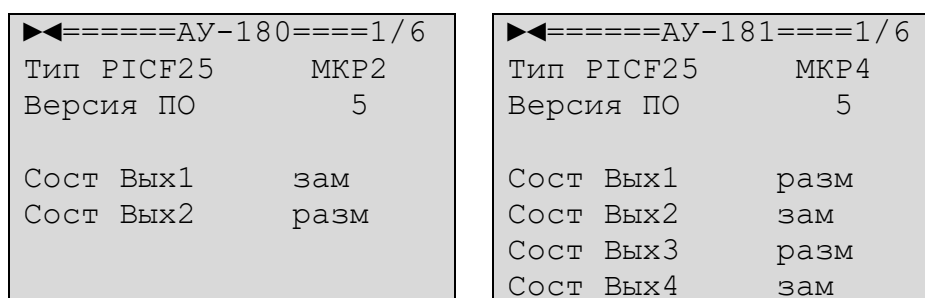 ►◄======АУ-180====1/6
Тип PICF25 МКР2
Версия ПО 5
Сост Вых1 зам
Сост Вых2 разм
►◄======АУ-181====1/6
Тип PICF25 МКР4
Версия ПО 5
Сост Вых1 разм
Сост Вых2 зам
Сост Вых3 разм
Сост Вых4 зам